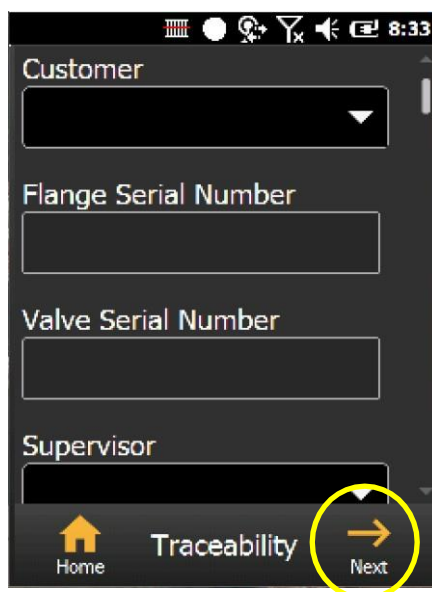 8:33
Customer
Flange Serial Number
Valve Serial Number
Supervisor
Home Traceability Next